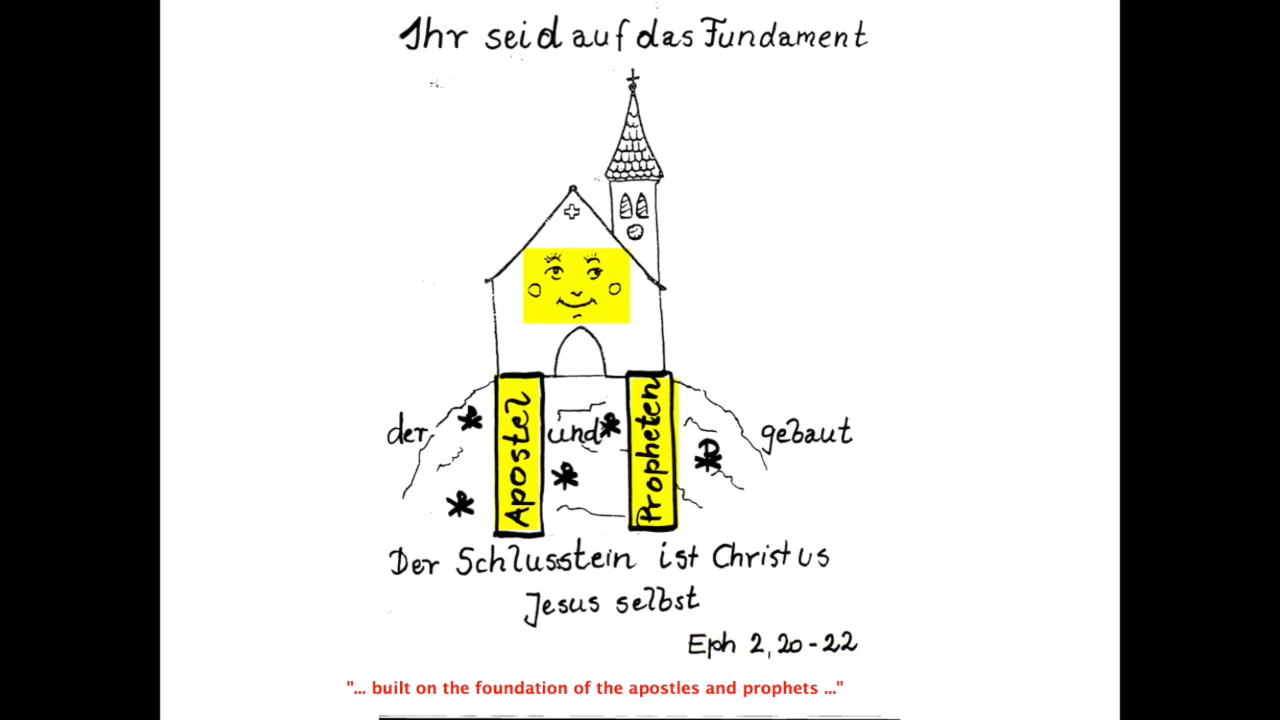 Ihr seid auf das Fundament
der Apostel und Propheten gebaut
Der Schlussstein ist Christus
Jesus selbst
Eph 2, 20-22
"... built on the foundation of the apostles and prophets ..."